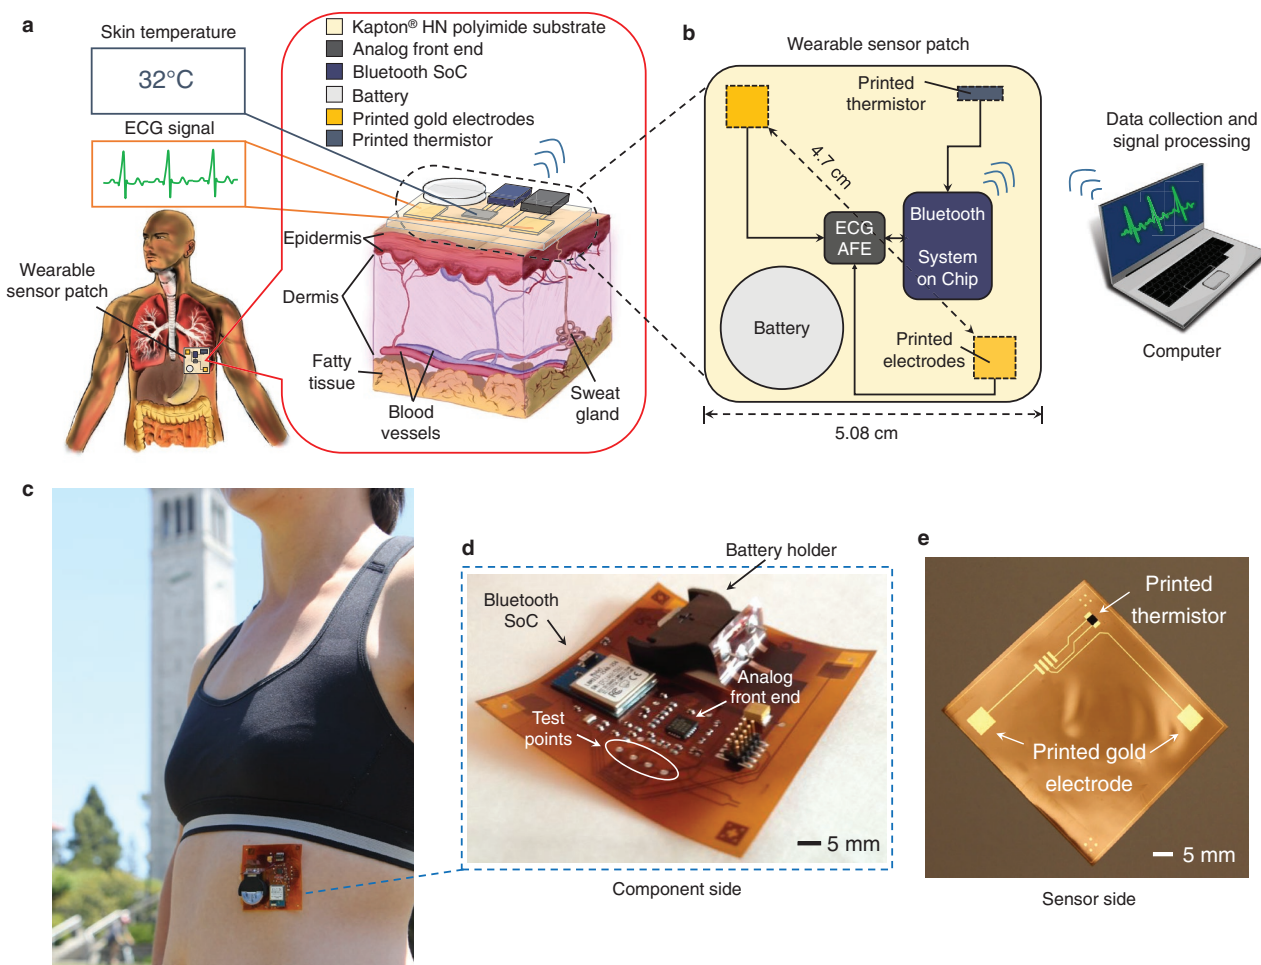 a
Skin temperature
32°C
ECG signal
Kapton® HN polyimide substrate
Analog front end
Bluetooth SoC
Battery
Printed gold electrodes
Printed thermistor
Epidermis
Dermis
Fatty
tissue
Blood
vessels
Sweat
gland
Wearable
sensor patch
b
Wearable sensor patch
Printed
thermistor
4.7 cm
ECG
AFE
Bluetooth
System
on Chip
Battery
Printed
electrodes
5.08 cm
Data collection and
signal processing
Computer
c
d
Battery holder
Bluetooth
SoC
Analog
front end
Test
points
5 mm
Component side
e
Printed
thermistor
Printed gold
electrode
5 mm
Sensor side